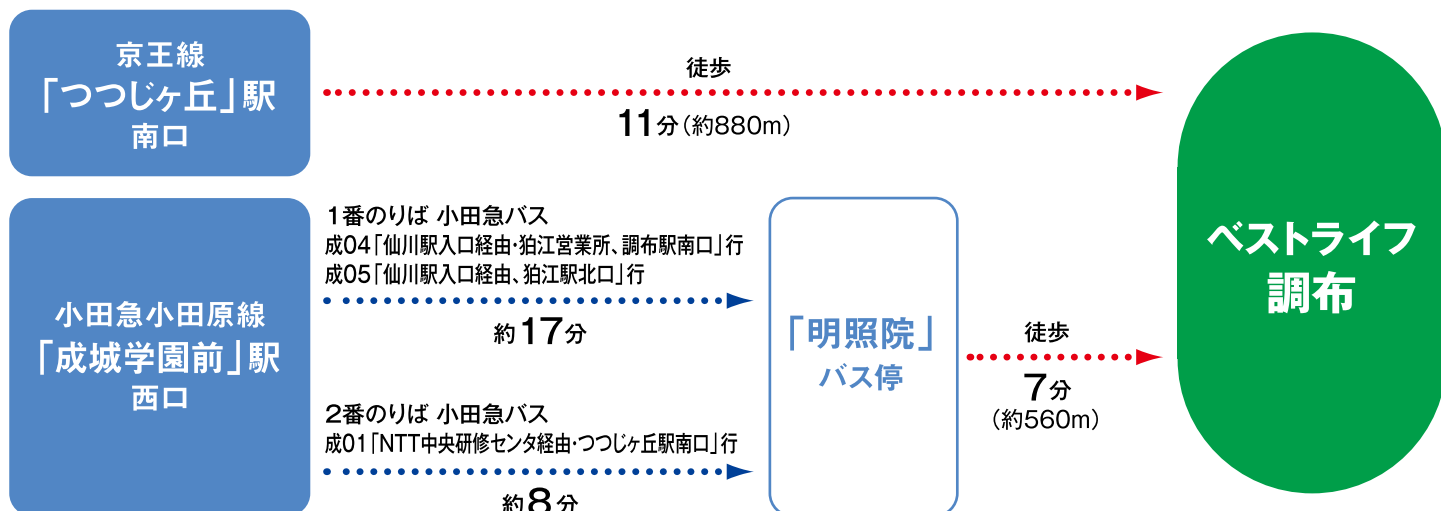 京王線
「つつじヶ丘」駅
南口
徒歩
11分(約880m)
小田急小田原線
「成城学園前」駅
西口
1番のりば 小田急バス
成04「仙川駅入口経由・狛江営業所、調布駅南口」行
成05「仙川駅入口経由、狛江駅北口」行
約17分
2番のりば 小田急バス
成01「NTT中央研修センタ経由・つつじヶ丘駅南口」行
約8分
「明照院」
バス停
徒歩
7分
(約560m)
ベストライフ
調布